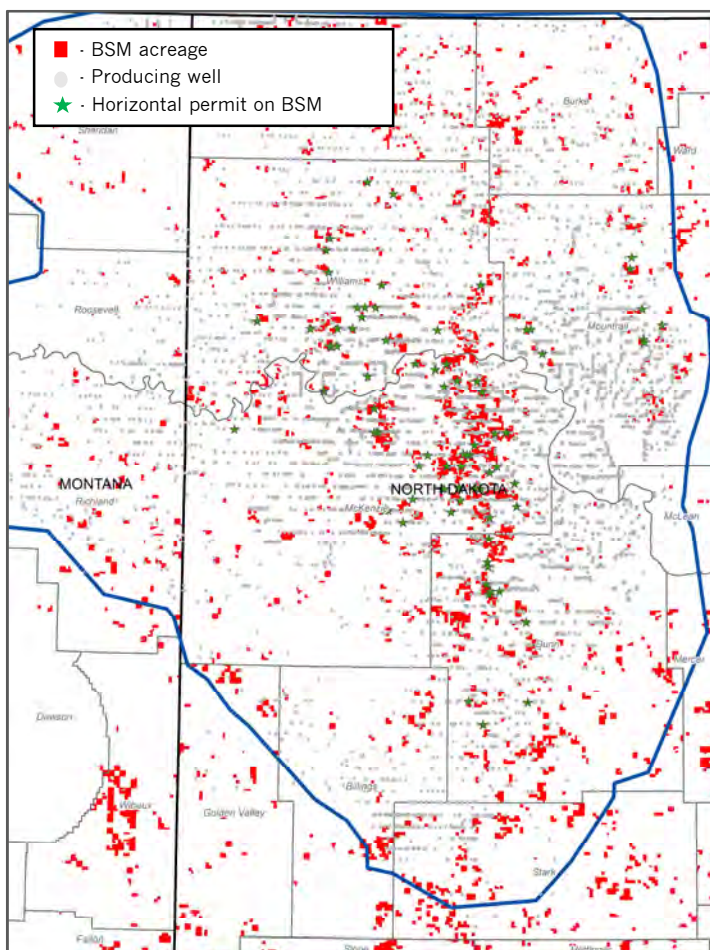 · BSM acreage
· Producing well
· Horizontal permit on BSM
Sheridan
Burke
Ward
Williams
Roosevelt
Mountrail
MONTANA
NORTH DAKOTA
Richland
McKenzie
McLean
Dunn
Mercer
Dawson
Wibaux
Billings
Golden Valley
Stark
Fallon
Slope